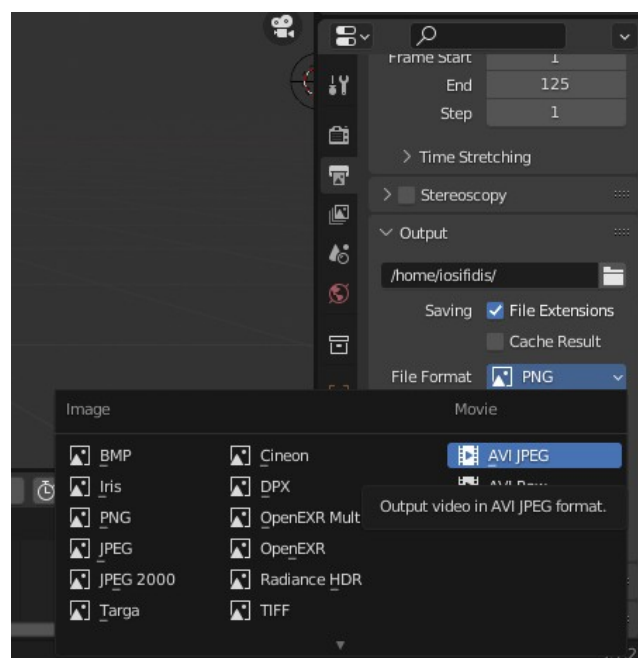 Frame Start 1
End 125
Step 1
Time Stretching
Stereoscopy
Output
/home/iosifidis/
Saving File Extensions
Cache Result
File Format PNG
Image Movie
BMP Cineon AVI JPEG
Iris DPX AVI Raw
PNG OpenEXR Mult
Output video in AVI JPEG format.
JPEG OpenEXR
JPEG 2000 Radiance HDR
Targa TIFF